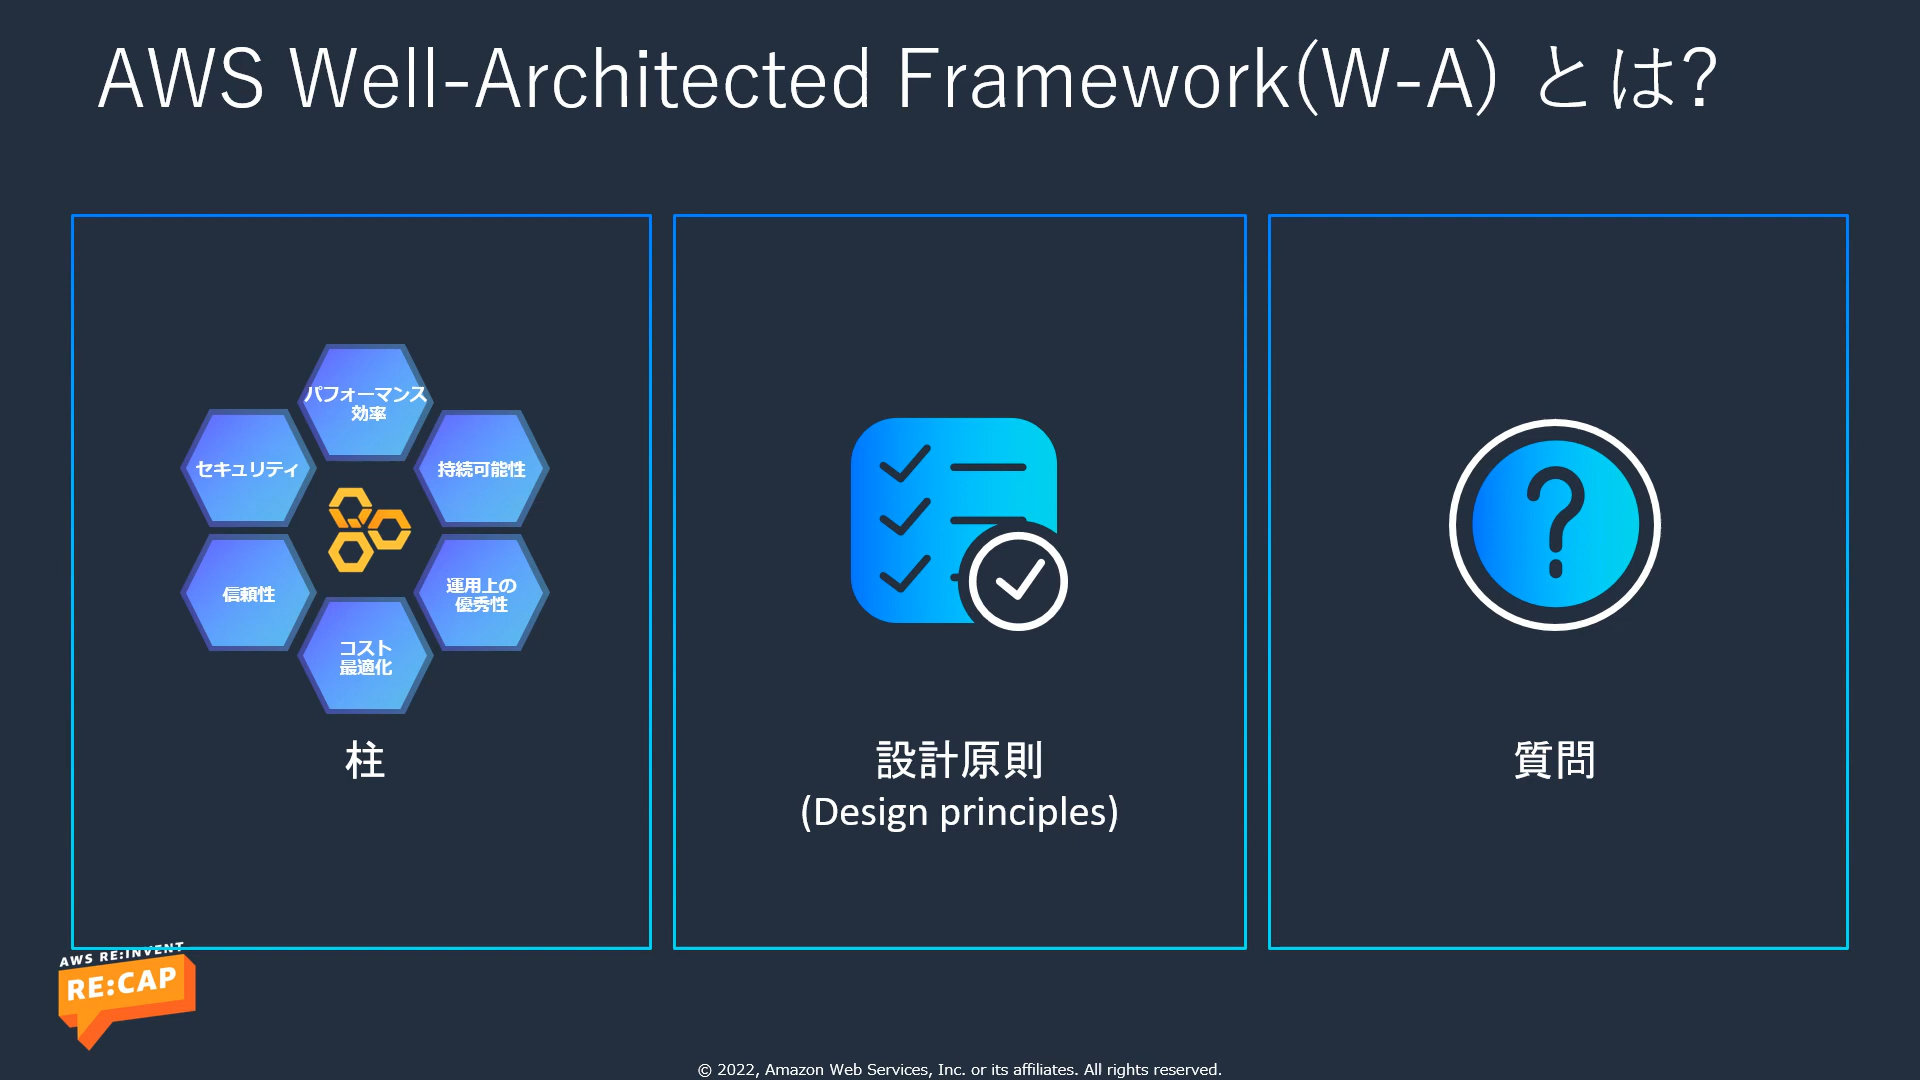 AWS Well-Architected Framework(W-A) とは?
パフォーマンス
効率
セキュリティ
持続可能性
信頼性
運用上の
優秀性
コスト
最適化
柱
設計原則
(Design principles)
質問
AWS RE:INVENT
RE:CAP
© 2022, Amazon Web Services, Inc. or its affiliates. All rights reserved.